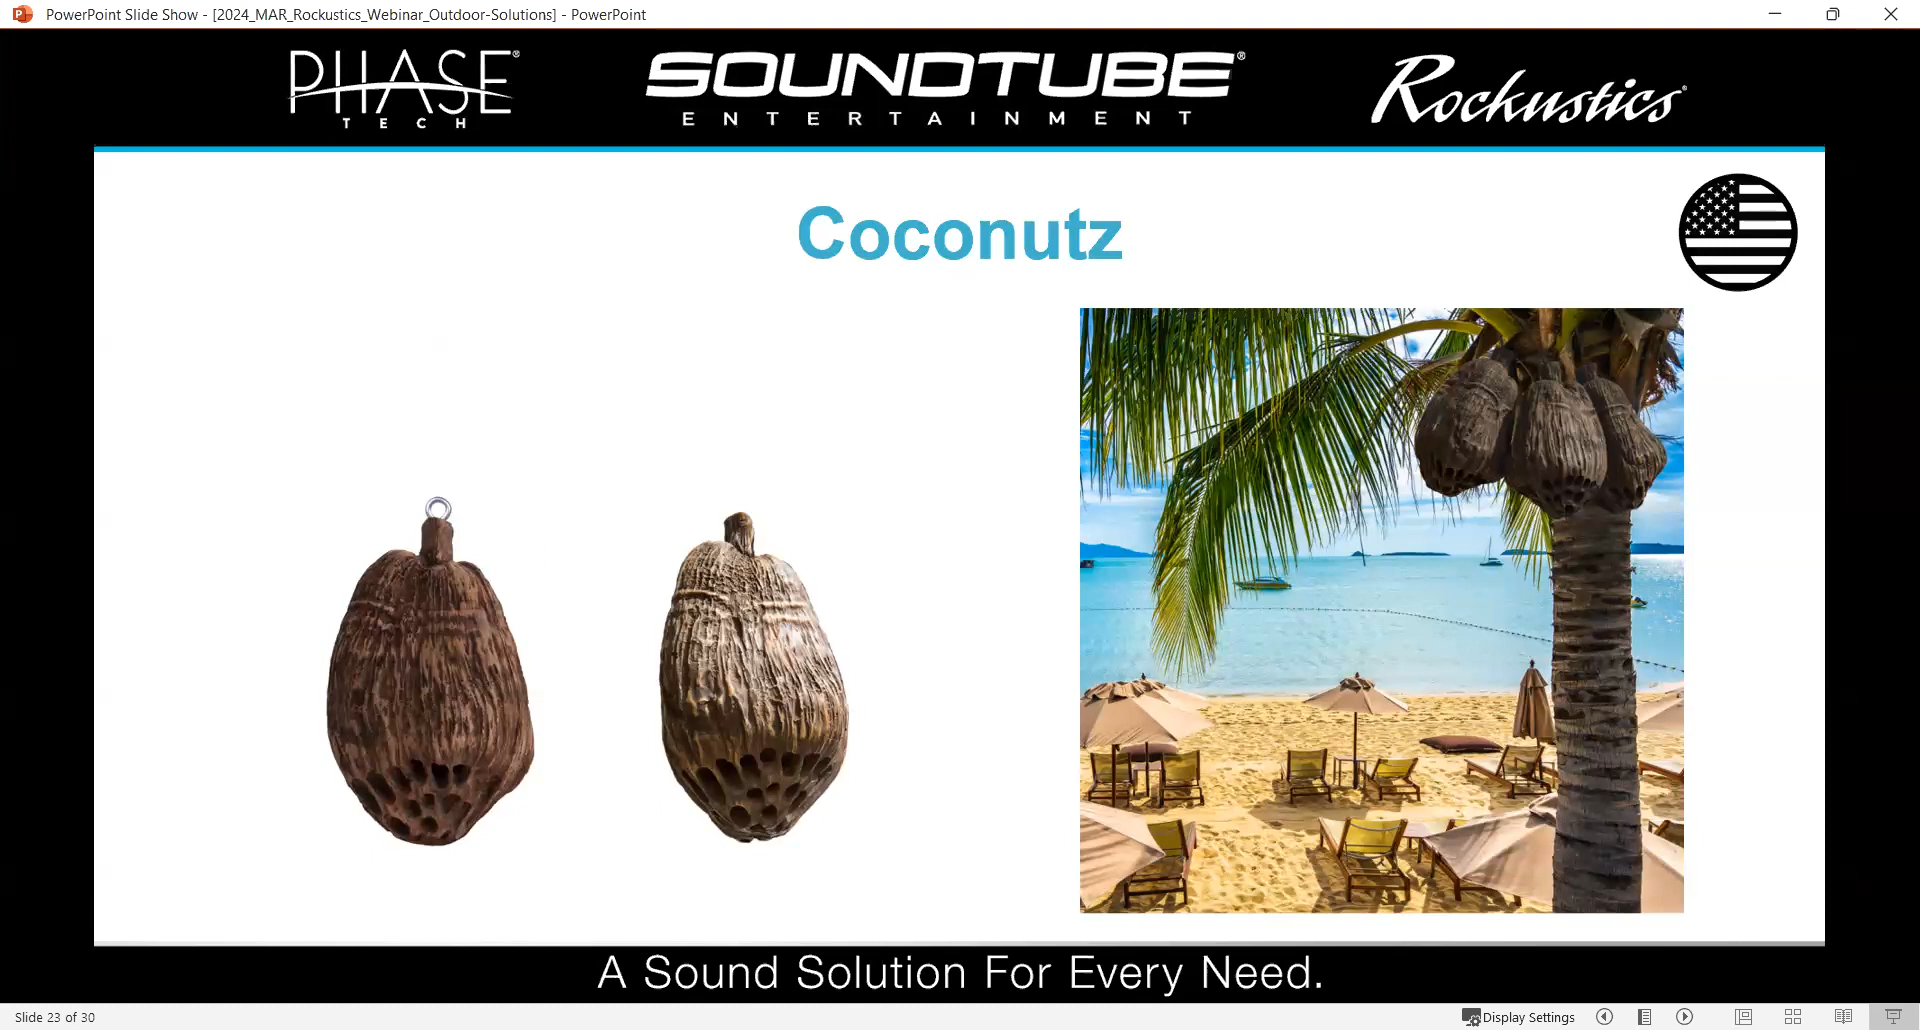 PowerPoint Slide Show - [2024_MAR_Rockustics_Webinar_Outdoor-Solutions] - PowerPoint
PHASE® TECH
SOUNDTUBE® ENTERTAINMENT
Rockustics®
Coconutz
A Sound Solution For Every Need.
Slide 23 of 30
Display Settings